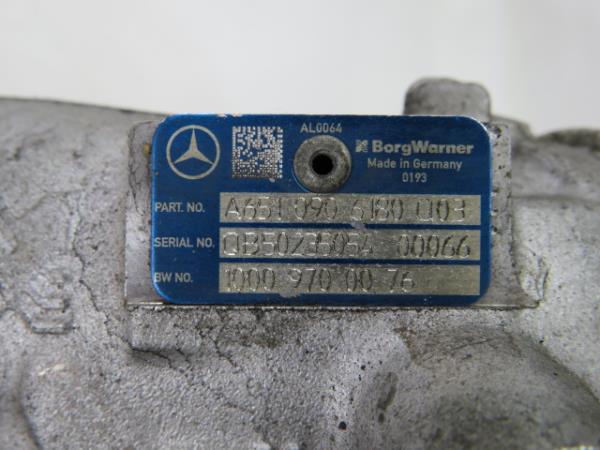 AL0064
BorgWarner
Made in Germany
0193
PART. NO. A651 090 6180 Q03
SERIAL NO. QB50235054 00066
BW NO. 1000 970 00 76